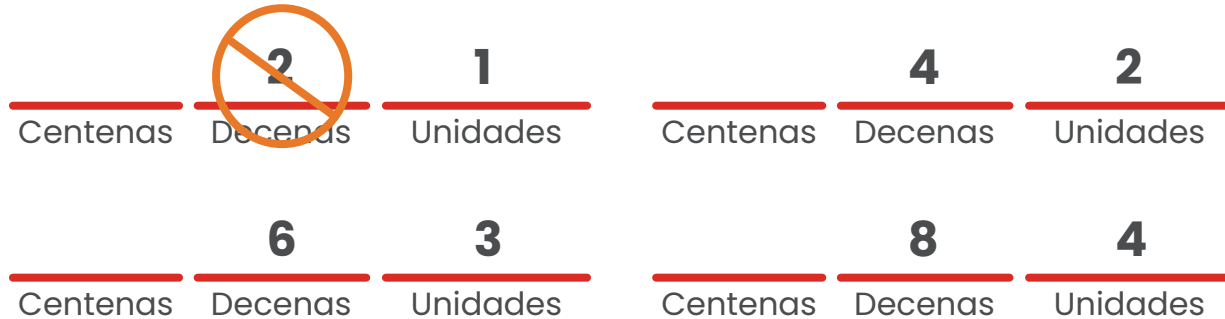 2 1 4 2
Centenas Decenas Unidades Centenas Decenas Unidades
6 3 8 4
Centenas Decenas Unidades Centenas Decenas Unidades